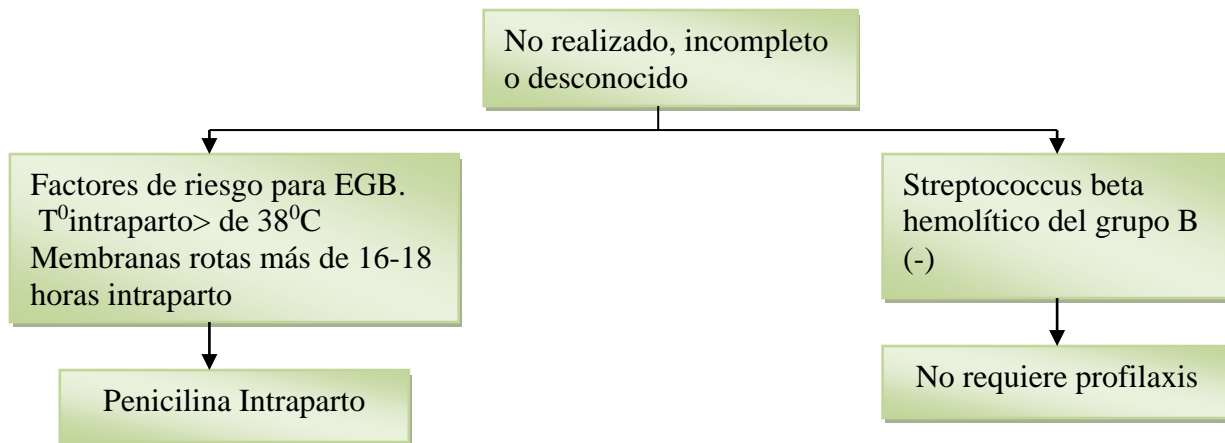 No realizado, incompleto
o desconocido
Factores de riesgo para EGB.
T⁰intraparto> de 38⁰C
Membranas rotas más de 16-18
horas intraparto
Penicilina Intraparto
Streptococcus beta
hemolítico del grupo B
(-)
No requiere profilaxis